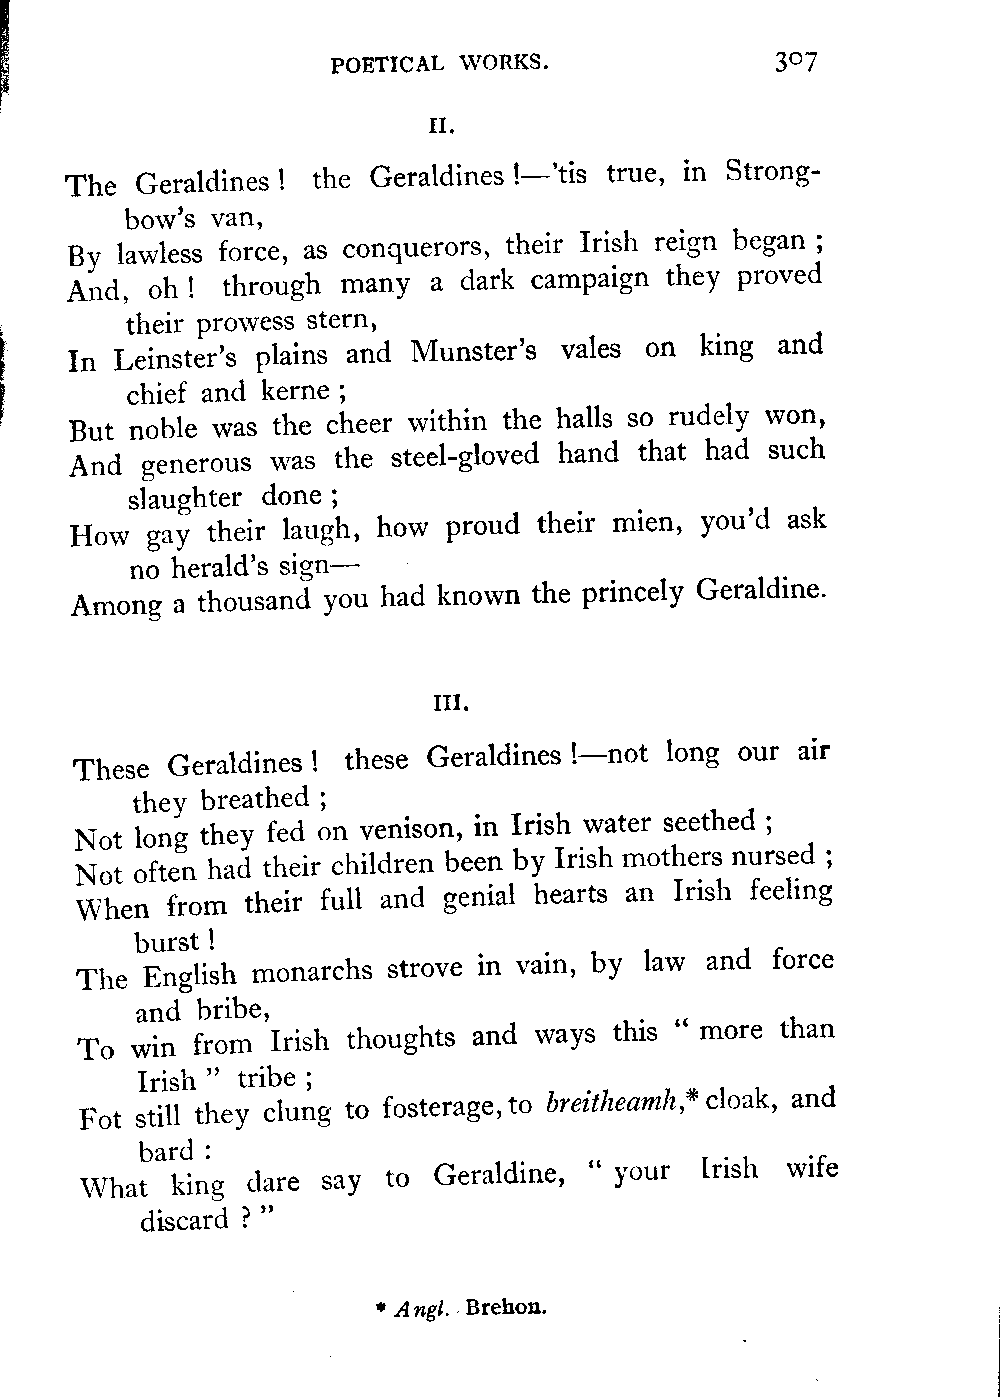 POETICAL WORKS. 307
II.
The Geraldines ! the Geraldines !—'tis true, in Strong-
bow's van,
By lawless force, as conquerors, their Irish reign began ;
And, oh ! through many a dark campaign they proved
their prowess stern,
In Leinster's plains and Munster's vales on king and
chief and kerne ;
But noble was the cheer within the halls so rudely won,
And generous was the steel-gloved hand that had such
slaughter done ;
How gay their laugh, how proud their mien, you'd ask
no herald's sign—
Among a thousand you had known the princely Geraldine.
III.
These Geraldines ! these Geraldines !—not long our air
they breathed ;
Not long they fed on venison, in Irish water seethed ;
Not often had their children been by Irish mothers nursed ;
When from their full and genial hearts an Irish feeling
burst !
The English monarchs strove in vain, by law and force
and bribe,
To win from Irish thoughts and ways this “ more than
Irish ” tribe ;
Fot still they clung to fosterage, to breitheamh,* cloak, and
bard :
What king dare say to Geraldine, “ your Irish wife
discard ? ”
* Angl. Brehon.